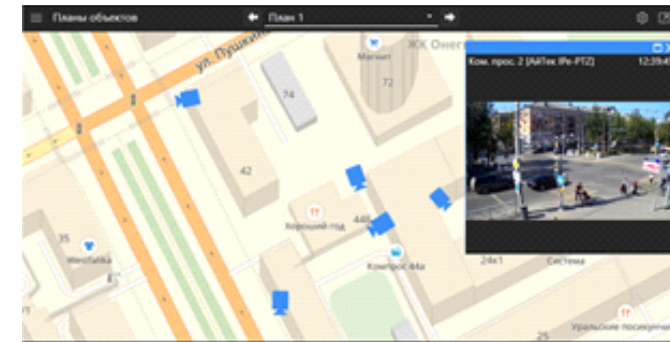 Планы объектов
План 1
ул. Пушкина
Магнит
ЖК Онег
72
74
42
Ком. прос. 2 [АйТек IPe-PTZ]
12:39:4
35
Westfalika
Хороший год
44Б
Компрос 44а
24к1
Система
25
Уральские посикунчи